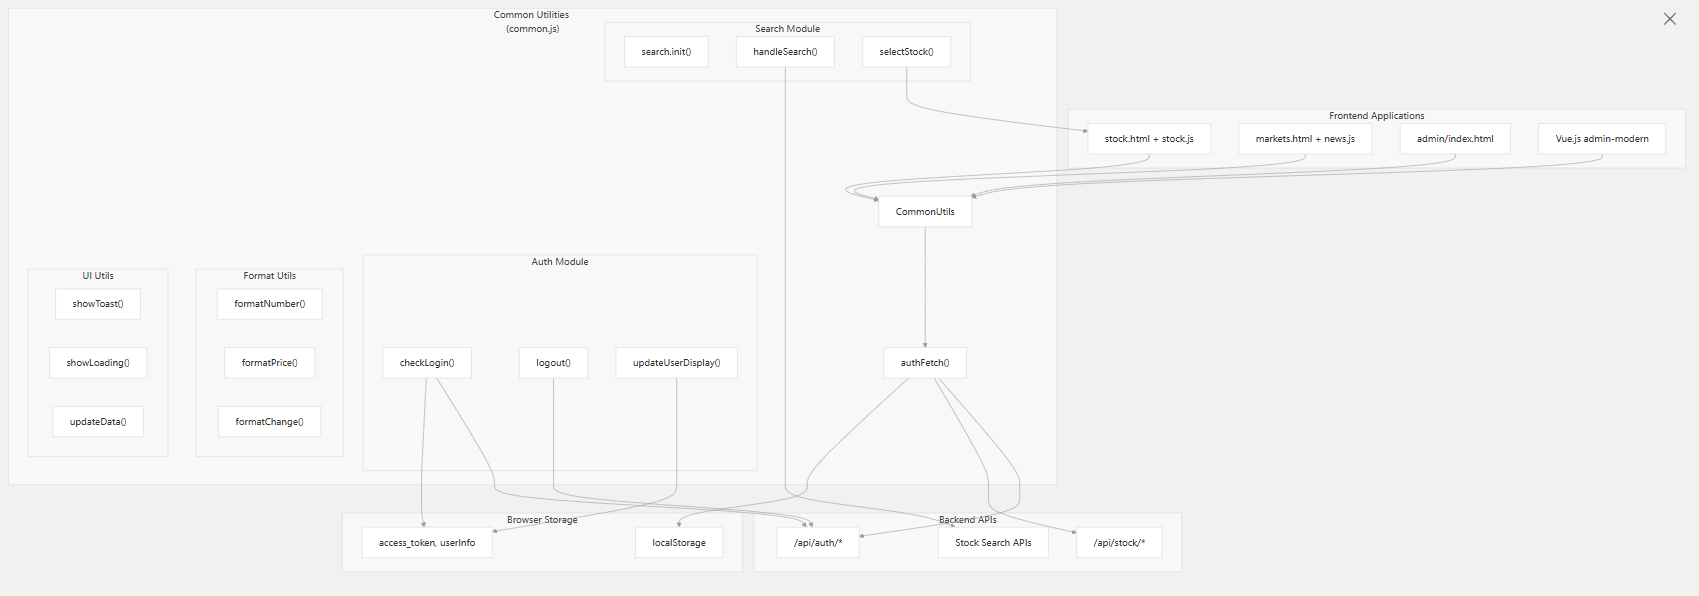 Common Utilities
(common.js)
Search Module
search.init()
handleSearch()
selectStock()
Frontend Applications
stock.html + stock.js
markets.html + news.js
admin/index.html
Vue.js admin-modern
CommonUtils
UI Utils
showToast()
showLoading()
updateData()
Format Utils
formatNumber()
formatPrice()
formatChange()
Auth Module
checkLogin()
logout()
updateUserDisplay()
authFetch()
Browser Storage
access_token, userInfo
localStorage
Backend APIs
/api/auth/*
Stock Search APIs
/api/stock/*